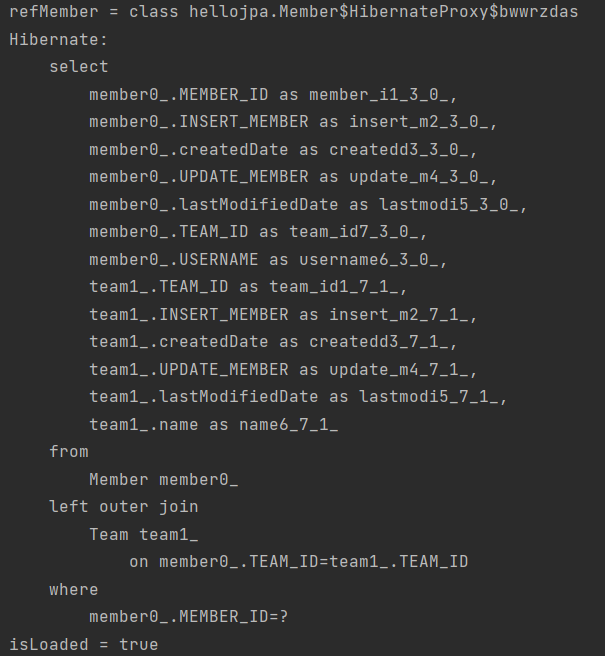 refMember = class hellojpa.Member$HibernateProxy$bwwrzdas
Hibernate:
    select
        member0_.MEMBER_ID as member_i1_3_0_,
        member0_.INSERT_MEMBER as insert_m2_3_0_,
        member0_.createdDate as createdd3_3_0_,
        member0_.UPDATE_MEMBER as update_m4_3_0_,
        member0_.lastModifiedDate as lastmodi5_3_0_,
        member0_.TEAM_ID as team_id7_3_0_,
        member0_.USERNAME as username6_3_0_,
        team1_.TEAM_ID as team_id1_7_1_,
        team1_.INSERT_MEMBER as insert_m2_7_1_,
        team1_.createdDate as createdd3_7_1_,
        team1_.UPDATE_MEMBER as update_m4_7_1_,
        team1_.lastModifiedDate as lastmodi5_7_1_,
        team1_.name as name6_7_1_
    from
        Member member0_
    left outer join
        Team team1_
            on member0_.TEAM_ID=team1_.TEAM_ID
    where
        member0_.MEMBER_ID=?
isLoaded = true